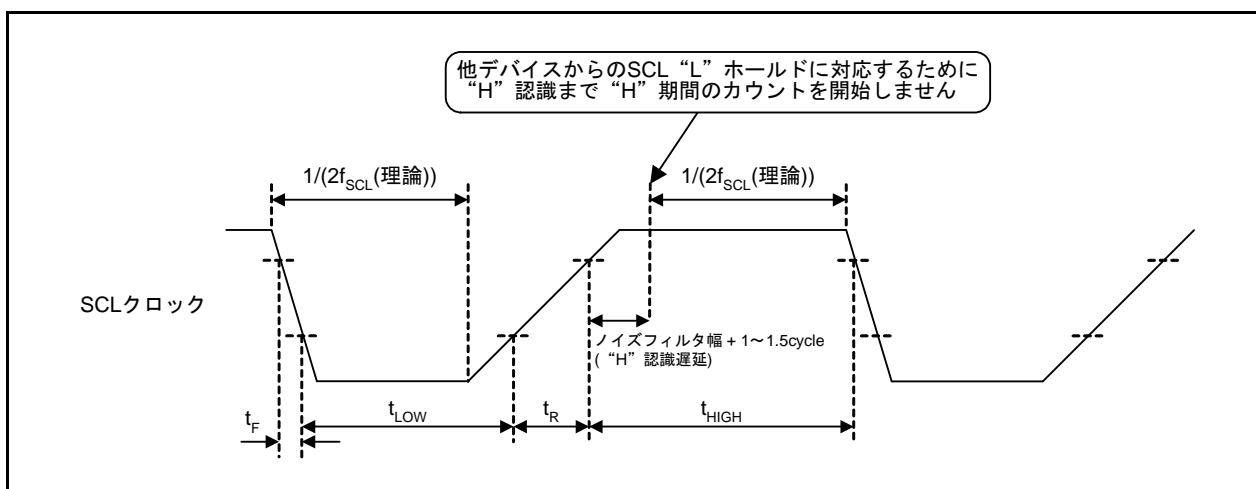 他デバイスからのSCL “L” ホールドに対応するために
“H” 認識まで “H” 期間のカウントを開始しません
1/(2fSCL(理論))
1/(2fSCL(理論))
SCLクロック
ノイズフィルタ幅 + 1～1.5cycle
( “H” 認識遅延)
tF
tLOW
tR
tHIGH